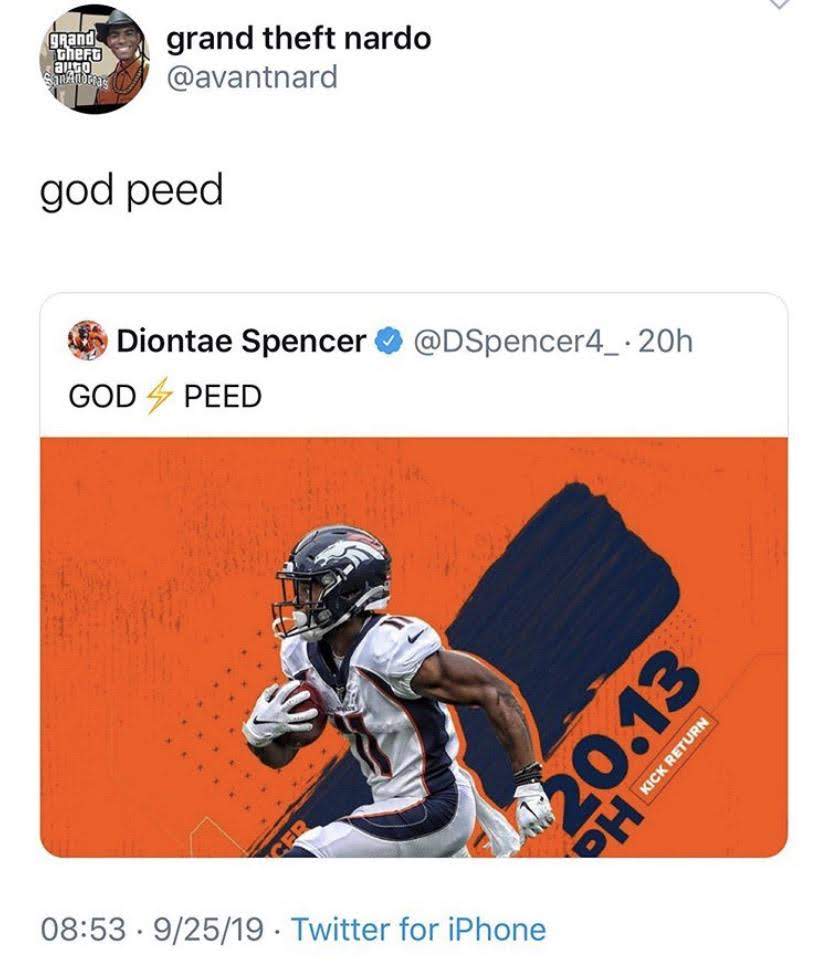 grand theft auto San Andreas
grand theft nardo
@avantnard
god peed
Diontae Spencer @DSpencer4_ · 20h
GOD ⚡ PEED
11
11
20.13
PH
KICK RETURN
CER
08:53 · 9/25/19 · Twitter for iPhone